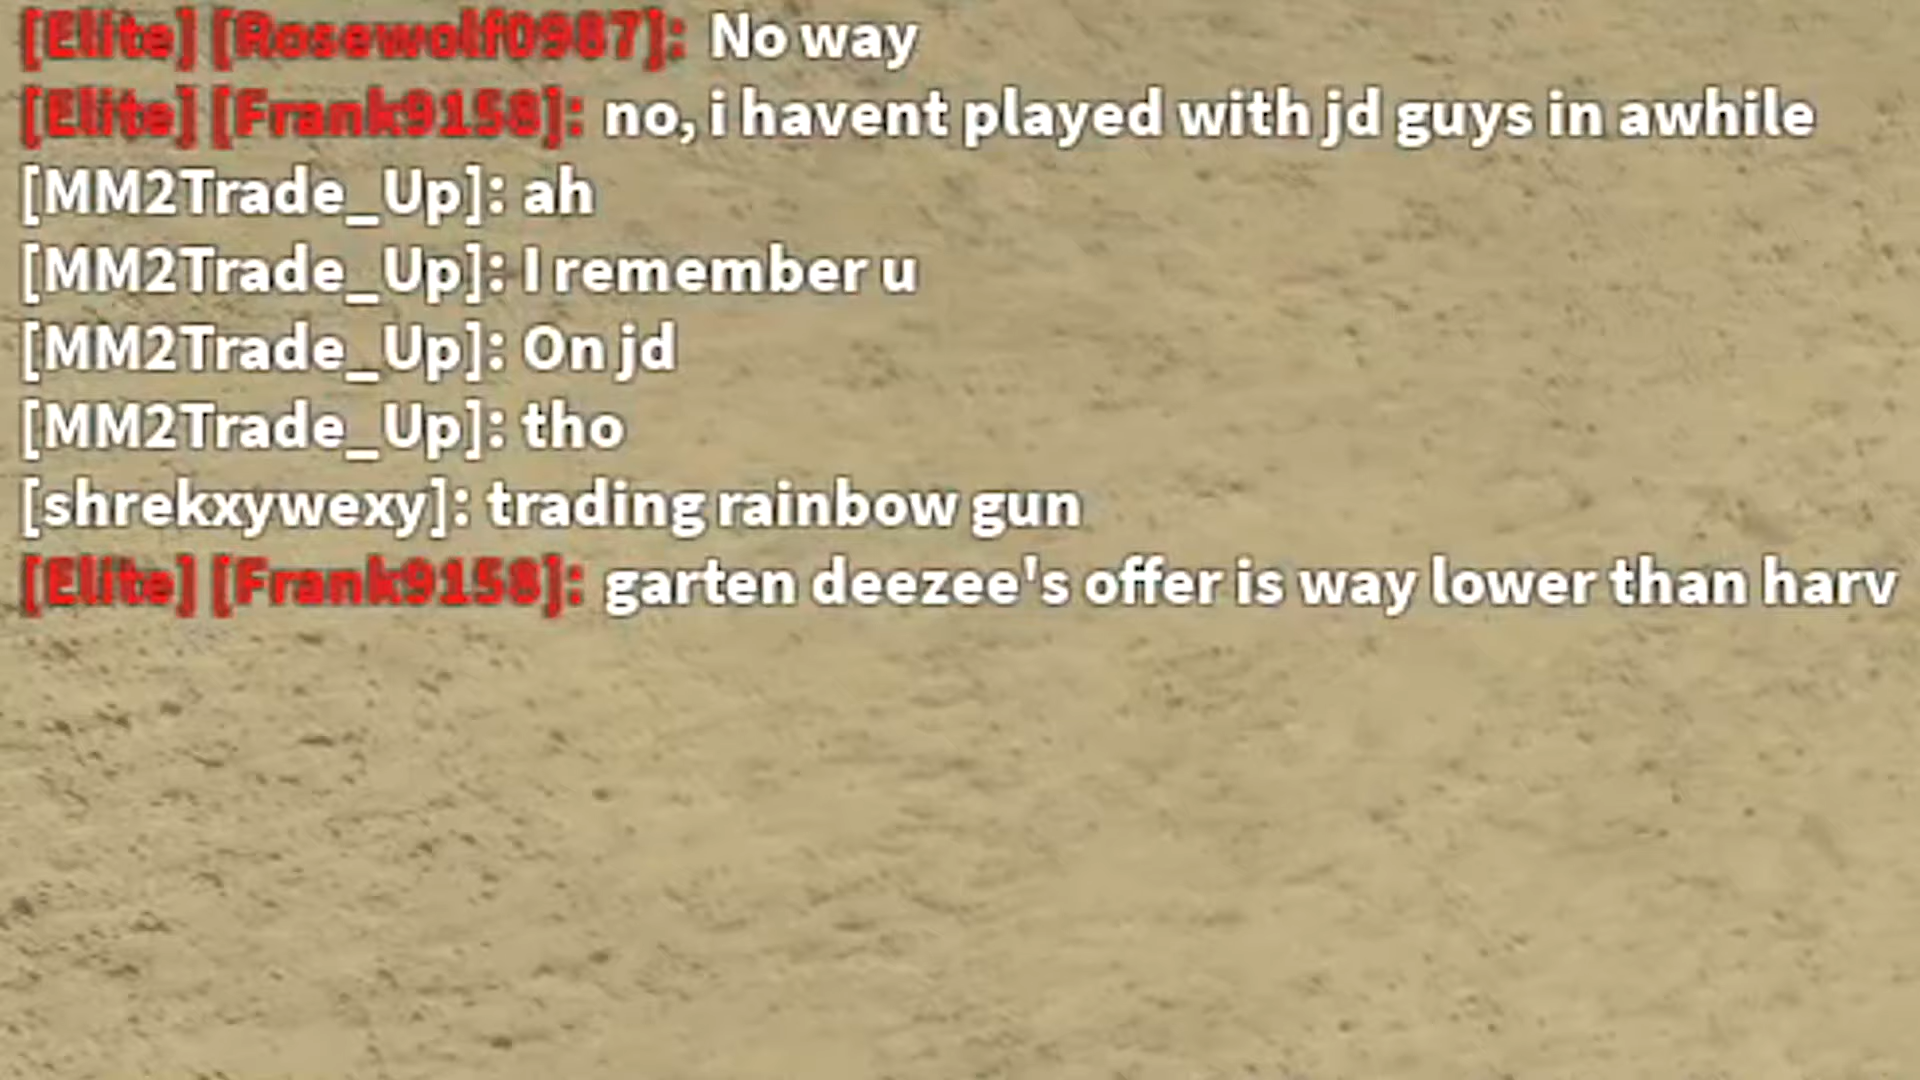 [Elite] [Rosewolf0987]: No way
[Elite] [Frank9158]: no, i havent played with jd guys in awhile
[MM2Trade_Up]: ah
[MM2Trade_Up]: I remember u
[MM2Trade_Up]: On jd
[MM2Trade_Up]: tho
[shrekxywexy]: trading rainbow gun
[Elite] [Frank9158]: garten deezee's offer is way lower than harv